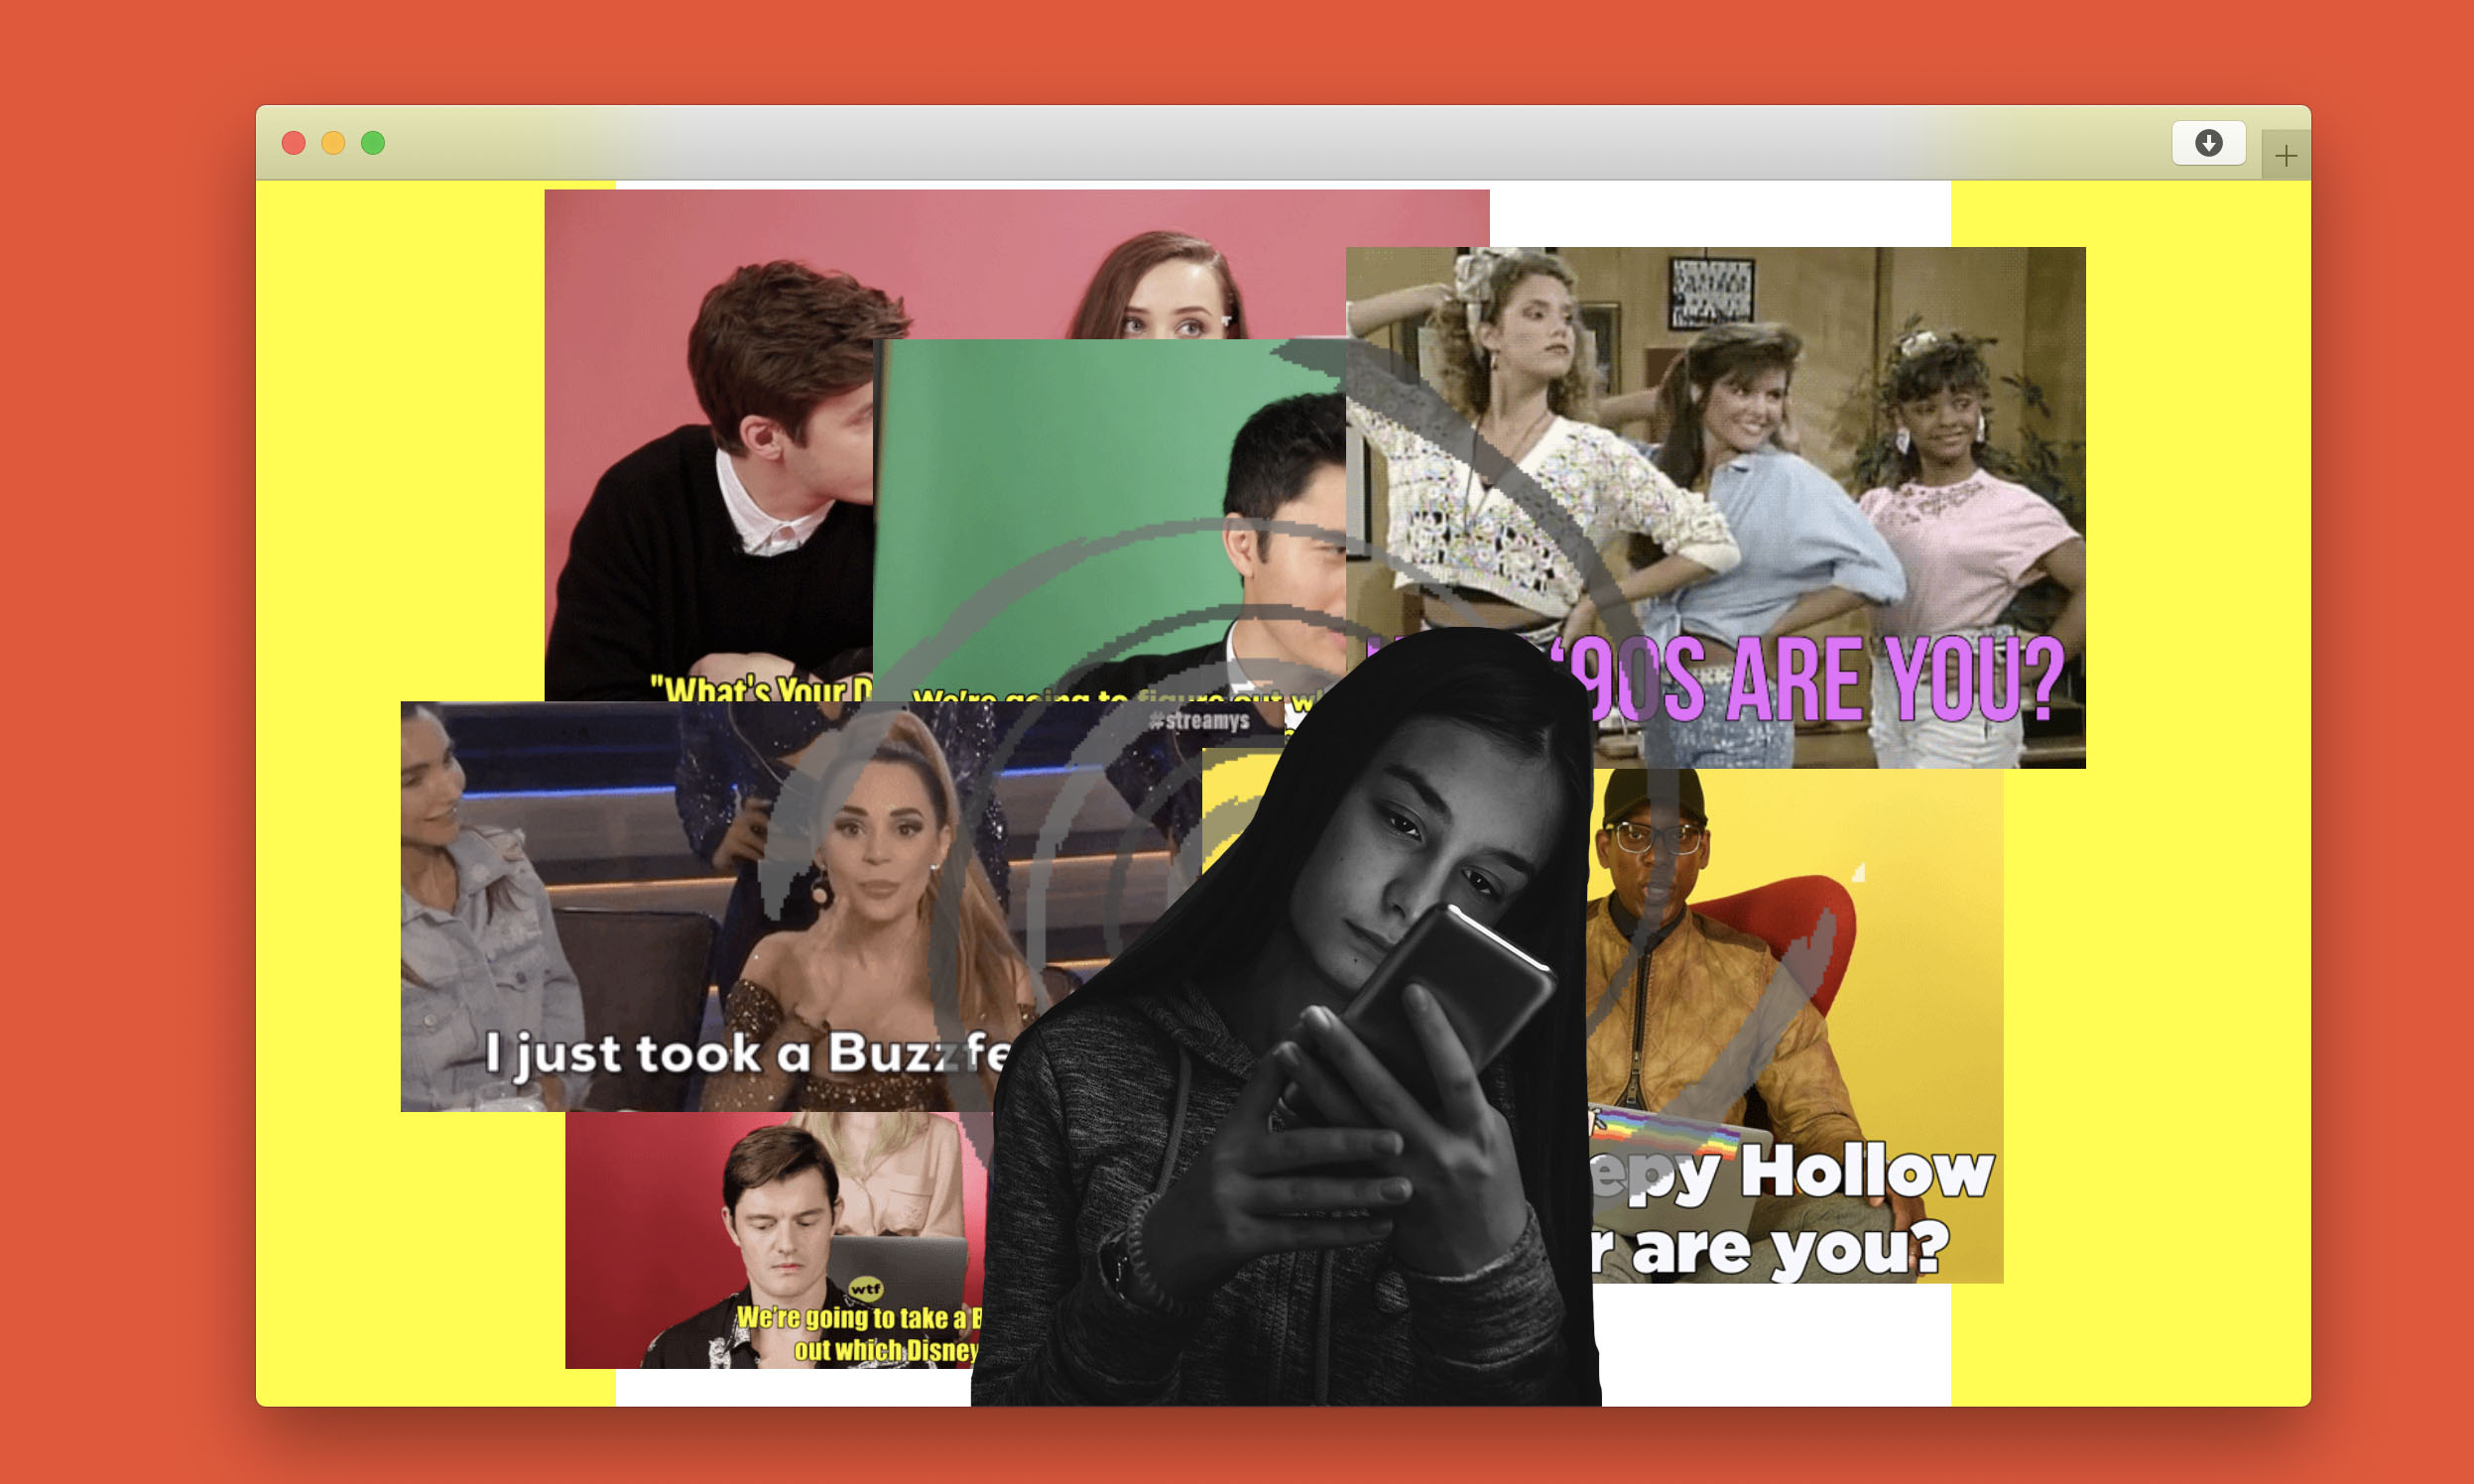 "What's Your D
We're going to figure out w
'90S ARE YOU?
#streamys
I just took a Buzzfe
epy Hollow
r are you?
wtf
We're going to take a B
out which Disney